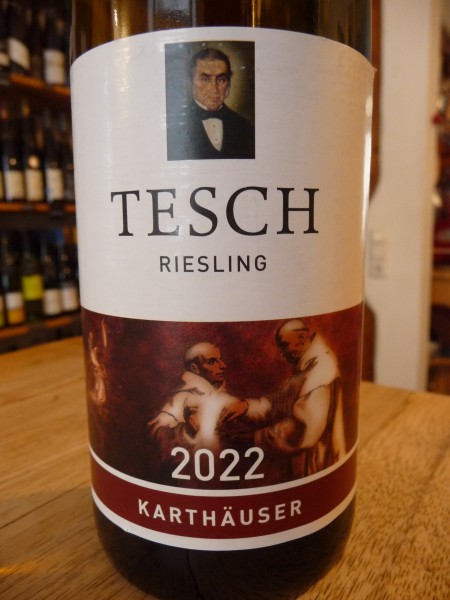 TESCH
RIESLING
2022
KARTHÄUSER